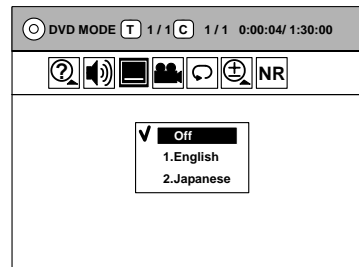 DVD MODE T 1 / 1 C 1 / 1 0:00:04/ 1:30:00
? ± NR
Off
1.English
2.Japanese